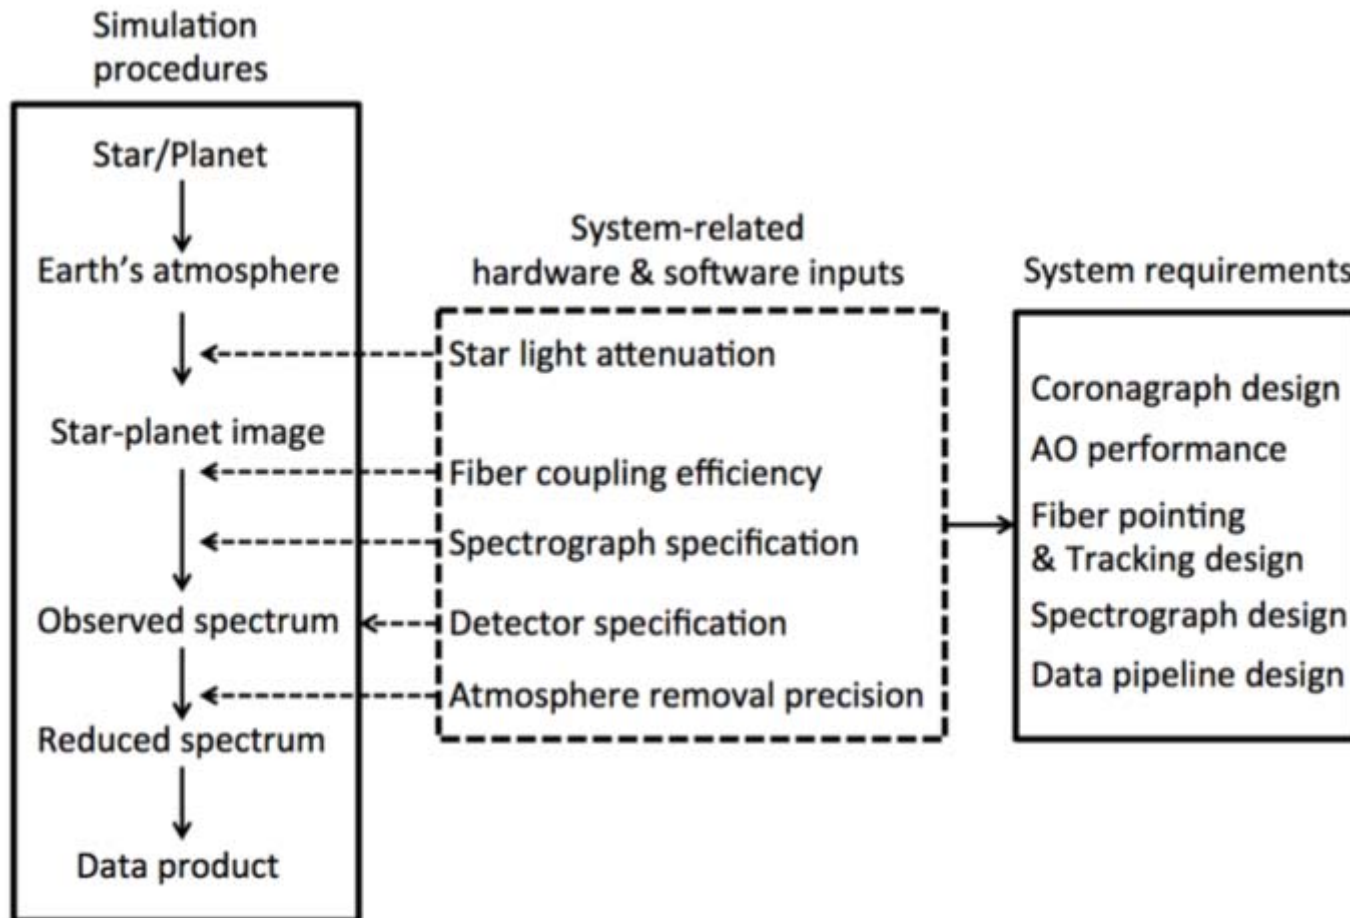 Simulation
procedures
Star/Planet
Earth's atmosphere
Star-planet image
Observed spectrum
Reduced spectrum
Data product
System-related
hardware & software inputs
Star light attenuation
Fiber coupling efficiency
Spectrograph specification
Detector specification
Atmosphere removal precision
System requirements
Coronagraph design
AO performance
Fiber pointing
& Tracking design
Spectrograph design
Data pipeline design